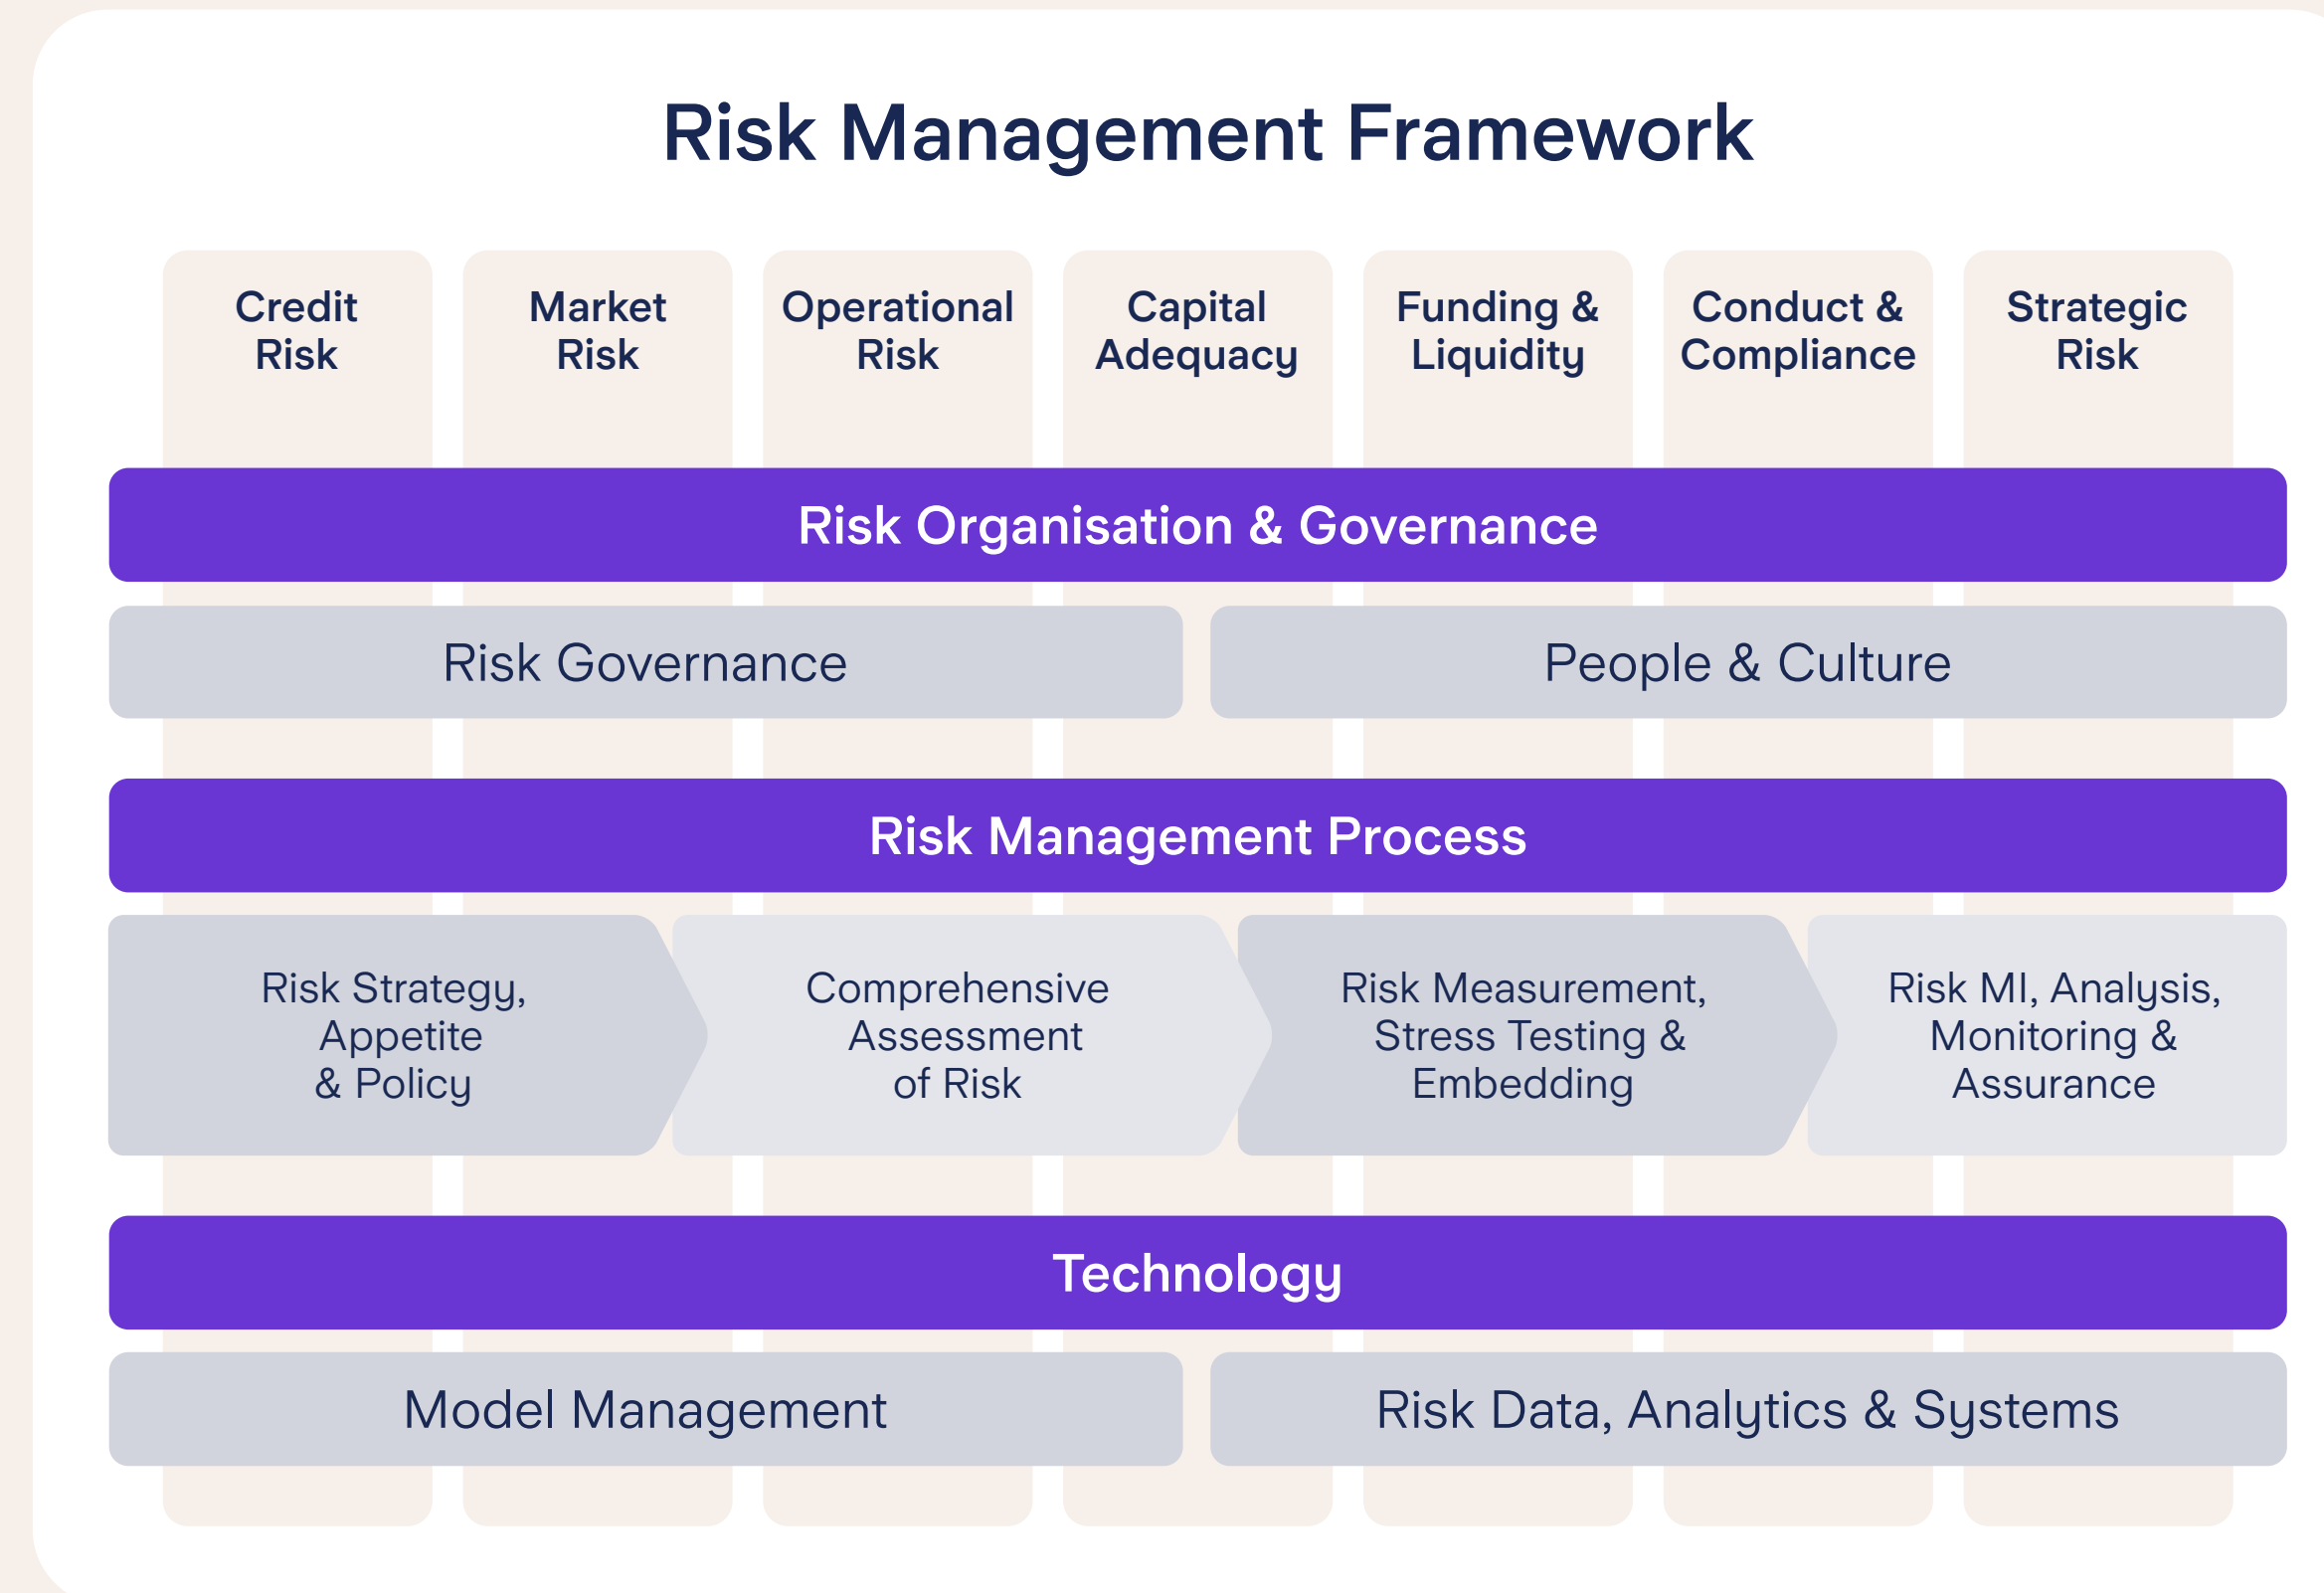 Risk Management Framework
Credit
Risk
Market
Risk
Operational
Risk
Capital
Adequacy
Funding &
Liquidity
Conduct &
Compliance
Strategic
Risk
Risk Organisation & Governance
Risk Governance
People & Culture
Risk Management Process
Risk Strategy,
Appetite
& Policy
Comprehensive
Assessment
of Risk
Risk Measurement,
Stress Testing &
Embedding
Risk MI, Analysis,
Monitoring &
Assurance
Technology
Model Management
Risk Data, Analytics & Systems